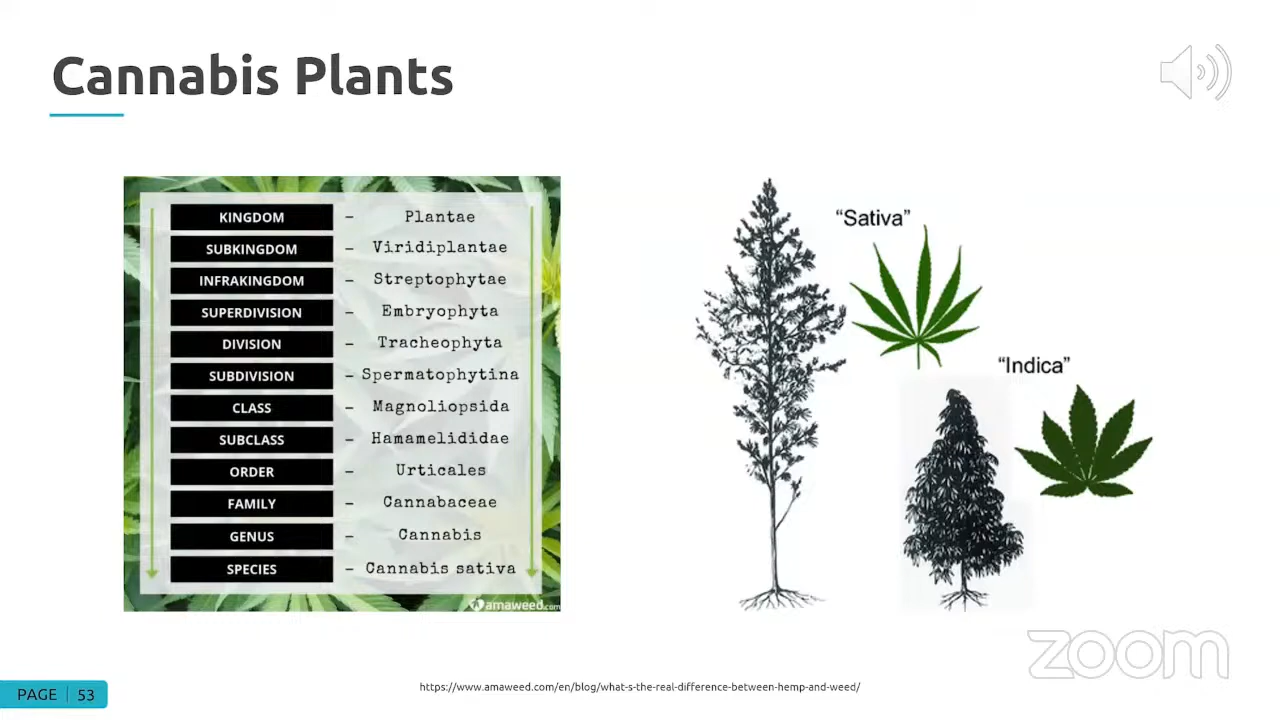 Cannabis Plants
KINGDOM – Plantae
SUBKINGDOM – Viridiplantae
INFRAKINGDOM – Streptophytae
SUPERDIVISION – Embryophyta
DIVISION – Tracheophyta
SUBDIVISION – Spermatophytina
CLASS – Magnoliopsida
SUBCLASS – Hamamelididae
ORDER – Urticales
FAMILY – Cannabaceae
GENUS – Cannabis
SPECIES – Cannabis sativa
amaweed.com
“Sativa”
“Indica”
zoom
PAGE | 53
https://www.amaweed.com/en/blog/what-s-the-real-difference-between-hemp-and-weed/